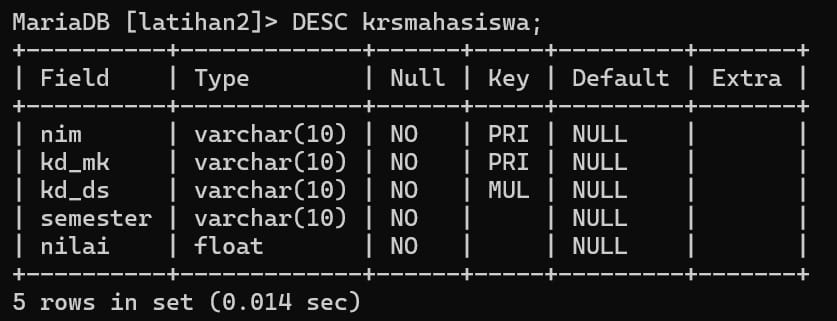 MariaDB [latihan2]> DESC krsmahasiswa;
+----------+-------------+------+-----+---------+-------+
| Field    | Type        | Null | Key | Default | Extra |
+----------+-------------+------+-----+---------+-------+
| nim      | varchar(10) | NO   | PRI | NULL    |       |
| kd_mk    | varchar(10) | NO   | PRI | NULL    |       |
| kd_ds    | varchar(10) | NO   | MUL | NULL    |       |
| semester | varchar(10) | NO   |     | NULL    |       |
| nilai    | float       | NO   |     | NULL    |       |
+----------+-------------+------+-----+---------+-------+
5 rows in set (0.014 sec)